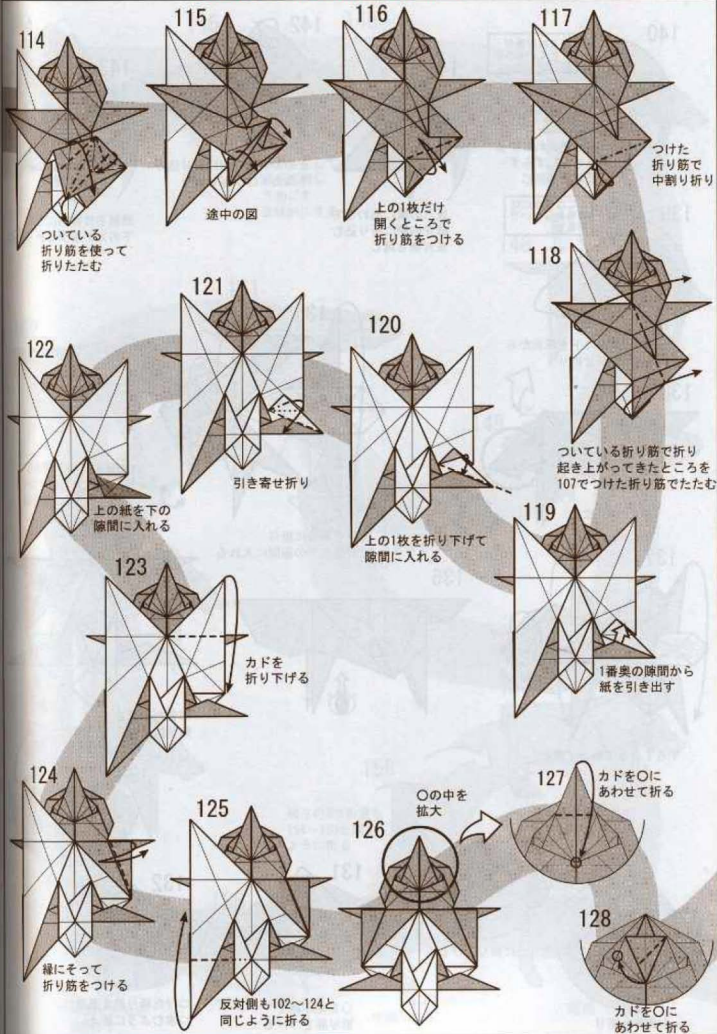 114
ついている
折り筋を使って
折りたたむ
115
途中の図
116
上の1枚だけ
開くところで
折り筋をつける
117
つけた
折り筋で
中割り折り
118
ついている折り筋で折り
起き上がってきたところを
107でつけた折り筋でたたむ
119
1番奥の隙間から
紙を引き出す
120
上の1枚を折り下げて
隙間に入れる
121
引き寄せ折り
122
上の紙を下の
隙間に入れる
123
カドを
折り下げる
124
縁にそって
折り筋をつける
125
反対側も102〜124と
同じように折る
126
○の中を
拡大
127
カドを○に
あわせて折る
128
カドを○に
あわせて折る